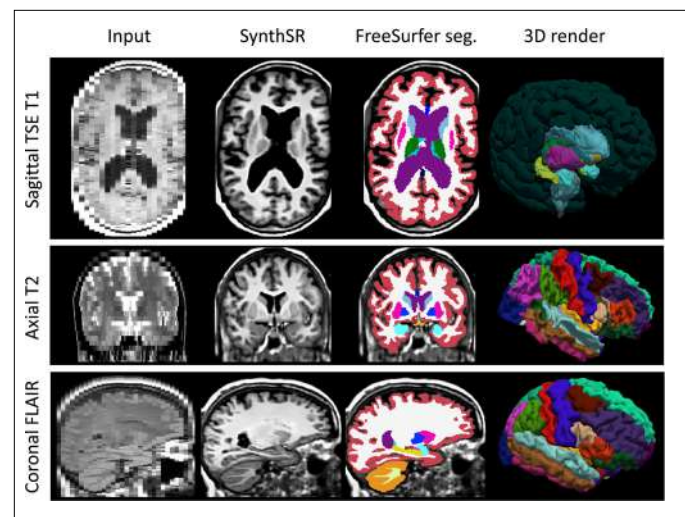 Input SynthSR FreeSurfer seg. 3D render
Sagittal TSE T1
Axial T2
Coronal FLAIR